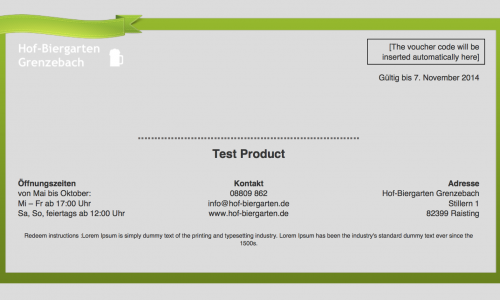 Hof-Biergarten
Grenzebach
[The voucher code will be
inserted automatically here]
Gültig bis 7. November 2014
Test Product
Öffnungszeiten
von Mai bis Oktober:
Mi – Fr ab 17:00 Uhr
Sa, So, feiertags ab 12:00 Uhr
Kontakt
08809 862
info@hof-biergarten.de
www.hof-biergarten.de
Adresse
Hof-Biergarten Grenzebach
Stillern 1
82399 Raisting
Redeem instructions :Lorem Ipsum is simply dummy text of the printing and typesetting industry. Lorem Ipsum has been the industry's standard dummy text ever since the
1500s.